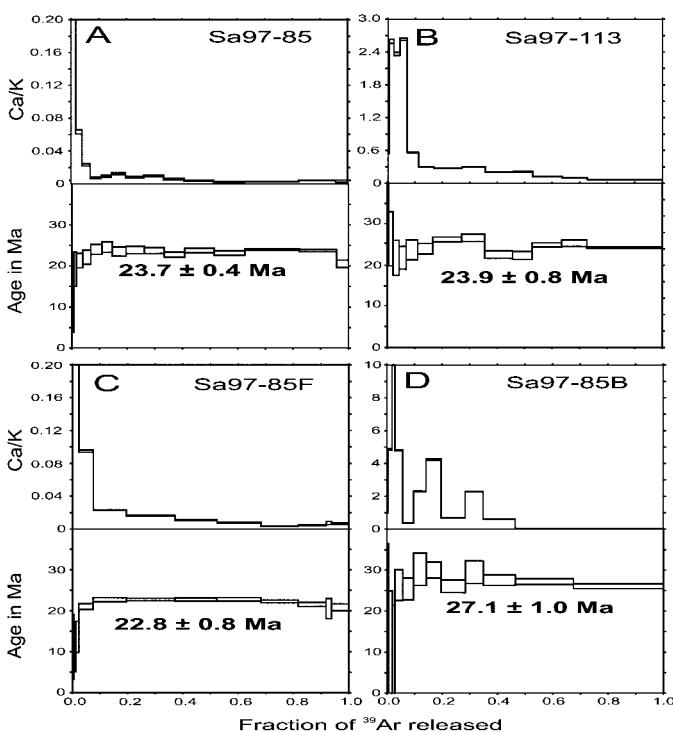 A Sa97-85
Ca/K
0.20
0.16
0.12
0.08
0.04
0
B Sa97-113
3.0
2.4
1.8
1.2
0.6
0
Age in Ma
30
20
10
0
23.7 ± 0.4 Ma
30
20
10
0
23.9 ± 0.8 Ma
C Sa97-85F
Ca/K
0.20
0.16
0.12
0.08
0.04
0
D Sa97-85B
10
8
6
4
2
0
Age in Ma
30
20
10
0
22.8 ± 0.8 Ma
30
20
10
0
27.1 ± 1.0 Ma
0 0.2 0.4 0.6 0.8 1.0
0.0 0.2 0.4 0.6 0.8 1.0
Fraction of ³⁹Ar released